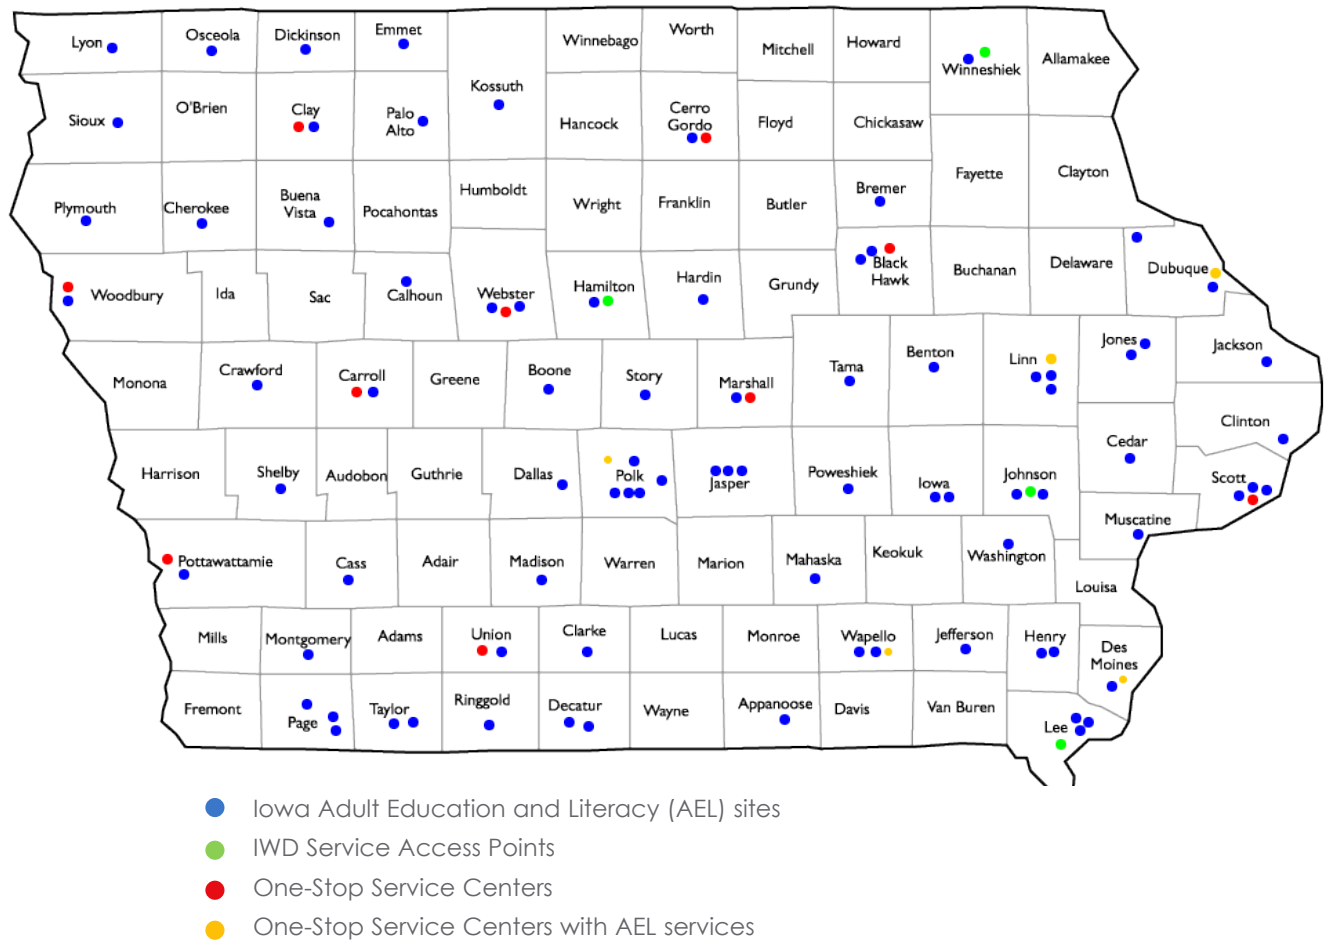 Lyon
Osceola
Dickinson
Emmet
Winnebago
Worth
Mitchell
Howard
Winneshiek
Allamakee
Kossuth
Sioux
O'Brien
Clay
Palo
Alto
Hancock
Cerro
Gordo
Floyd
Chickasaw
Fayette
Clayton
Plymouth
Cherokee
Buena
Vista
Pocahontas
Humboldt
Wright
Franklin
Butler
Bremer
Woodbury
Ida
Sac
Calhoun
Webster
Hamilton
Hardin
Grundy
Black
Hawk
Buchanan
Delaware
Dubuque
Monona
Crawford
Carroll
Greene
Boone
Story
Marshall
Tama
Benton
Linn
Jones
Jackson
Clinton
Harrison
Shelby
Audobon
Guthrie
Dallas
Polk
Jasper
Poweshiek
Iowa
Johnson
Cedar
Scott
Muscatine
Pottawattamie
Cass
Adair
Madison
Warren
Marion
Mahaska
Keokuk
Washington
Louisa
Mills
Montgomery
Adams
Union
Clarke
Lucas
Monroe
Wapello
Jefferson
Henry
Des
Moines
Fremont
Page
Taylor
Ringgold
Decatur
Wayne
Appanoose
Davis
Van Buren
Lee
Iowa Adult Education and Literacy (AEL) sites
IWD Service Access Points
One-Stop Service Centers
One-Stop Service Centers with AEL services